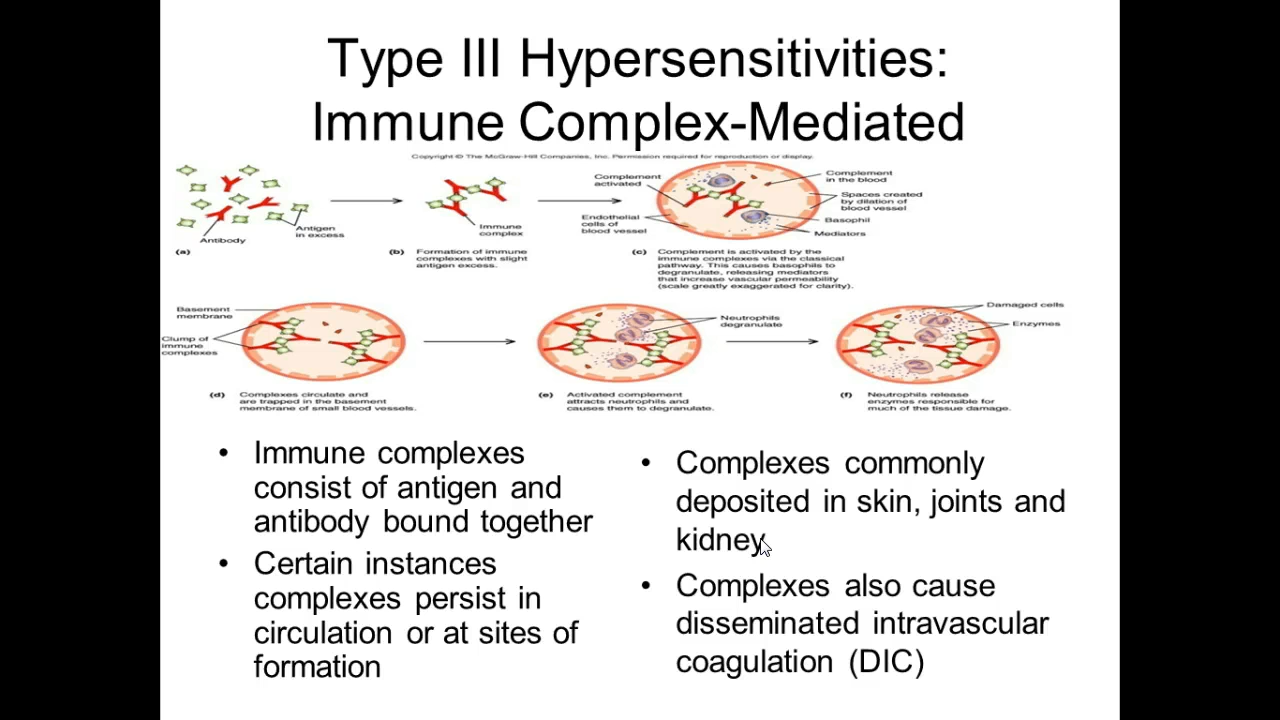 Type III Hypersensitivities:
Immune Complex-Mediated
Copyright © The McGraw-Hill Companies, Inc. Permission required for reproduction or display.
Antibody
Antigen
in excess
(a)
Immune
complex
(b) Formation of immune
complexes with slight
antigen excess.
Complement
activated
Endothelial
cells of
blood vessel
Complement
in the blood
Spaces created
by dilation of
blood vessel
Basophil
Mediators
(c) Complement is activated by the
immune complexes via the classical
pathway. This causes basophils to
degranulate, releasing mediators
that increase vascular permeability
(scale greatly exaggerated for clarity).
Basement
membrane
Clump of
immune
complexes
(d) Complexes circulate and
are trapped in the basement
membrane of small blood vessels.
Neutrophils
degranulate
(e) Activated complement
attracts neutrophils and
causes them to degranulate.
Damaged cells
Enzymes
(f) Neutrophils release
enzymes responsible for
much of the tissue damage.
• Immune complexes
consist of antigen and
antibody bound together
• Certain instances
complexes persist in
circulation or at sites of
formation
• Complexes commonly
deposited in skin, joints and
kidney
• Complexes also cause
disseminated intravascular
coagulation (DIC)